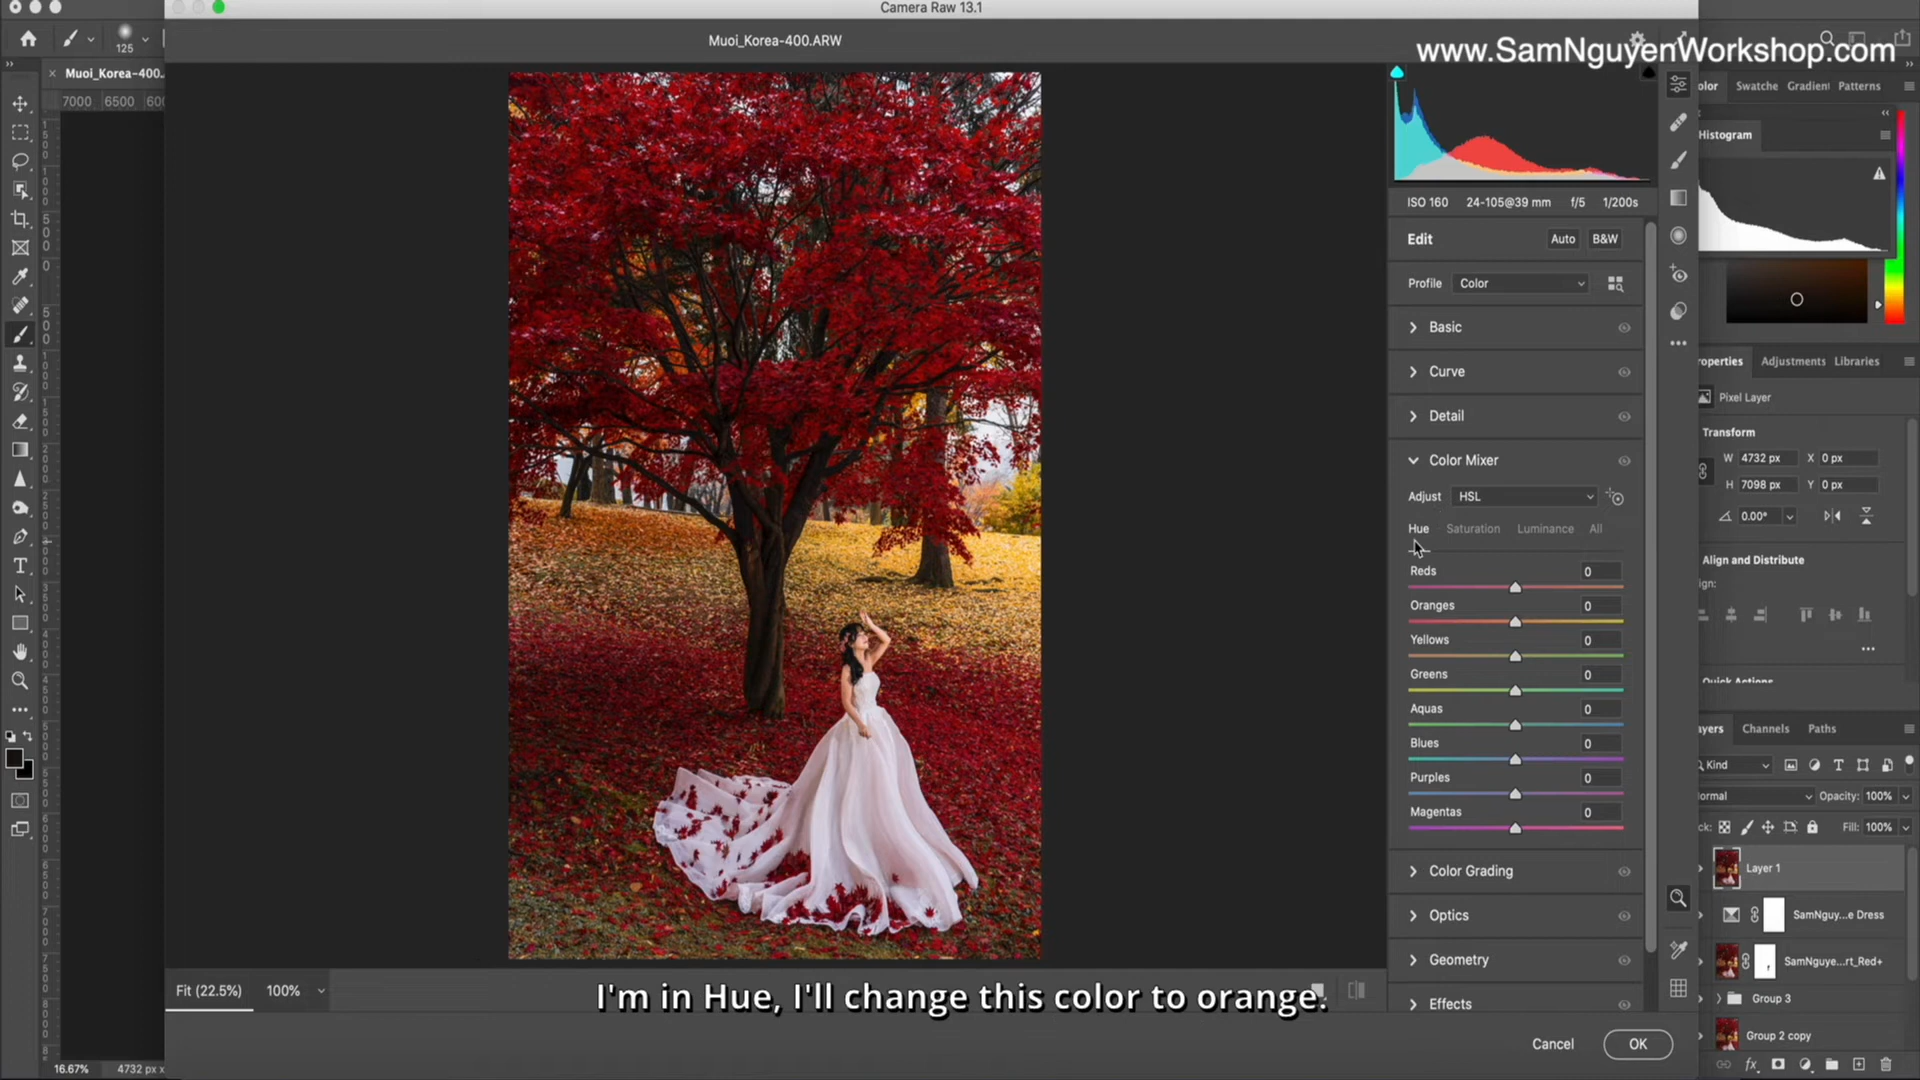 Camera Raw 13.1
www.SamNguyenWorkshop.com
Muoi_Korea-400.ARW
125
Muoi_Korea-400.
7000 6500
Swatche Gradient Patterns
Histogram
ISO 160 24-105@39 mm f/5 1/200s
Edit Auto B&W
Profile Color
Basic
Curve
Detail
Color Mixer
Adjust HSL
Hue Saturation Luminance All
Reds 0
Oranges 0
Yellows 0
Greens 0
Aquas 0
Blues 0
Purples 0
Magentas 0
Color Grading
Optics
Geometry
Effects
Adjustments Libraries
Pixel Layer
Transform
W 4732 px X 0 px
H 7098 px Y 0 px
0.00°
Align and Distribute
Channels Paths
Kind
Opacity: 100%
Fill: 100%
Layer 1
SamNguy...e Dress
SamNguye...rt_Red+
Group 3
Group 2 copy
Fit (22.5%) 100%
I'm in Hue, I'll change this color to orange.
Cancel OK
16.67% 4732 px x